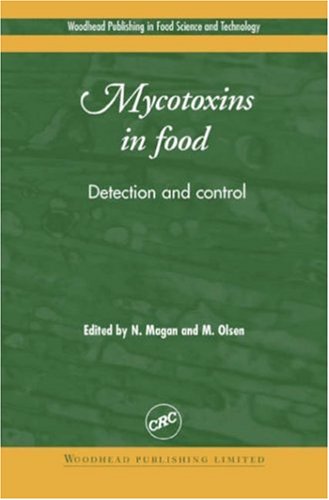 Woodhead Publishing in Food Science and Technology
Mycotoxins
in food
Detection and control
Edited by N. Magan and M. Olsen
CRC
WOODHEAD PUBLISHING LIMITED